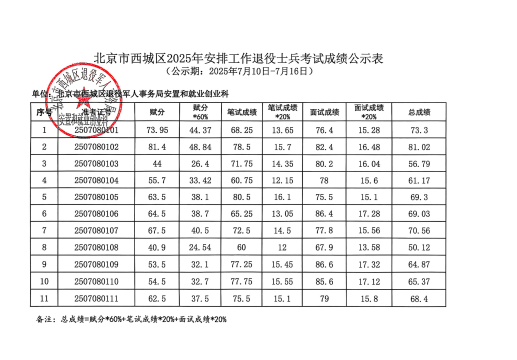 北京市西城区2025年安排工作退役士兵考试成绩公示表
（公示期：2025年7月10日-7月16日）
单位：北京市西城区退役军人事务局安置和就业创业科
序号 准考证号 赋分 赋分*60% 笔试成绩 笔试成绩*20% 面试成绩 面试成绩*20% 总成绩
1 2507080101 73.95 44.37 68.25 13.65 76.4 15.28 73.3
2 2507080102 81.4 48.84 78.5 15.7 82.4 16.48 81.02
3 2507080103 44 26.4 71.75 14.35 80.2 16.04 56.79
4 2507080104 55.7 33.42 60.75 12.15 78 15.6 61.17
5 2507080105 63.5 38.1 80.5 16.1 75.5 15.1 69.3
6 2507080106 64.5 38.7 65.25 13.05 86.4 17.28 69.03
7 2507080107 67.5 40.5 72.5 14.5 77.8 15.56 70.56
8 2507080108 40.9 24.54 60 12 67.9 13.58 50.12
9 2507080109 53.5 32.1 77.25 15.45 86.6 17.32 64.87
10 2507080110 54.5 32.7 77.75 15.55 85.6 17.12 65.37
11 2507080111 62.5 37.5 75.5 15.1 79 15.8 68.4
备注：总成绩=赋分*60%+笔试成绩*20%+面试成绩*20%